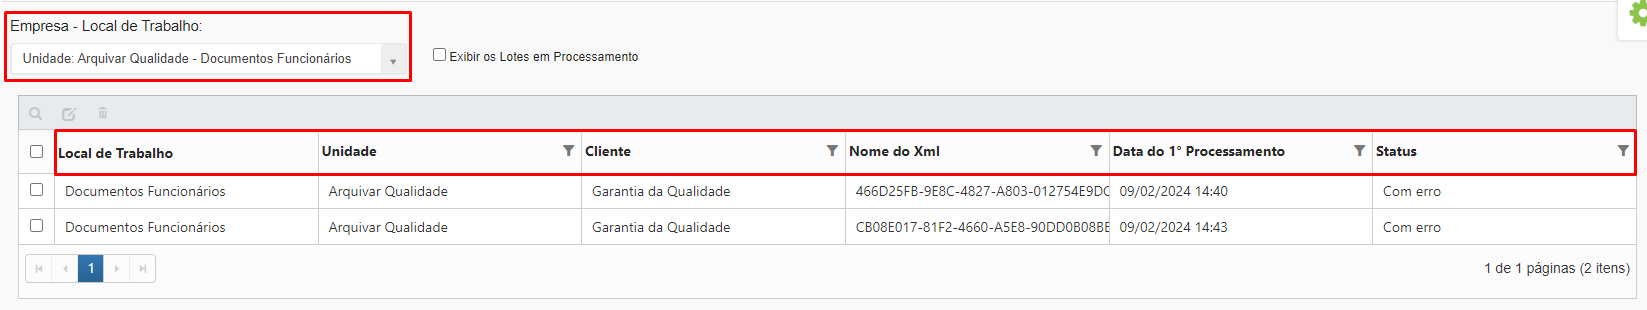 Empresa - Local de Trabalho:
Unidade: Arquivar Qualidade - Documentos Funcionários
Exibir os Lotes em Processamento
Local de Trabalho Unidade Cliente Nome do Xml Data do 1° Processamento Status
Documentos Funcionários Arquivar Qualidade Garantia da Qualidade 466D25FB-9E8C-4827-A803-012754E9DC 09/02/2024 14:40 Com erro
Documentos Funcionários Arquivar Qualidade Garantia da Qualidade CB08E017-81F2-4660-A5E8-90DD0B08BE 09/02/2024 14:43 Com erro
1 1 de 1 páginas (2 itens)